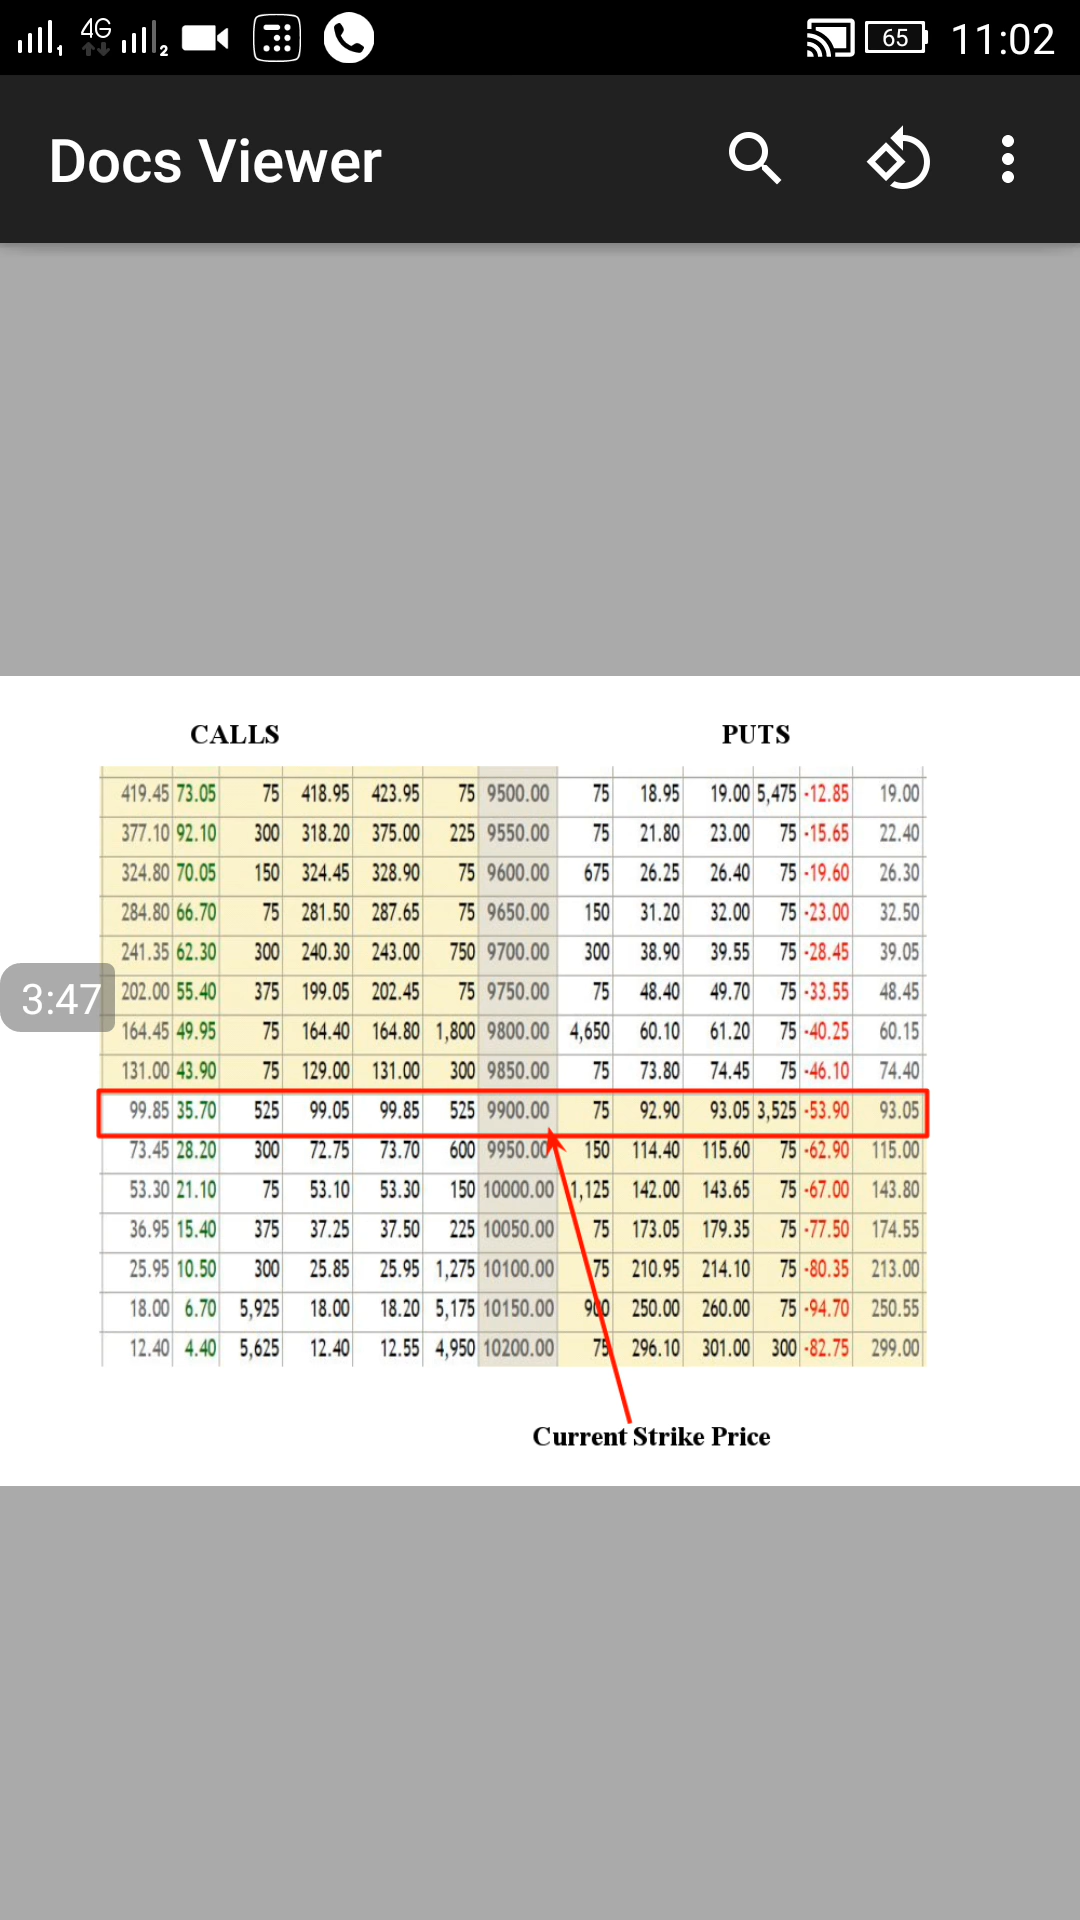 1 4G 2 65 11:02
Docs Viewer
CALLS PUTS
419.45 73.05 75 418.95 423.95 75 9500.00 75 18.95 19.00 5,475 -12.85 19.00
377.10 92.10 300 318.20 375.00 225 9550.00 75 21.80 23.00 75 -15.65 22.40
324.80 70.05 150 324.45 328.90 75 9600.00 675 26.25 26.40 75 -19.60 26.30
284.80 66.70 75 281.50 287.65 75 9650.00 150 31.20 32.00 75 -23.00 32.50
241.35 62.30 300 240.30 243.00 750 9700.00 300 38.90 39.55 75 -28.45 39.05
3:47 202.00 55.40 375 199.05 202.45 75 9750.00 75 48.40 49.70 75 -33.55 48.45
164.45 49.95 75 164.40 164.80 1,800 9800.00 4,650 60.10 61.20 75 -40.25 60.15
131.00 43.90 75 129.00 131.00 300 9850.00 75 73.80 74.45 75 -46.10 74.40
99.85 35.70 525 99.05 99.85 525 9900.00 75 92.90 93.05 3,525 -53.90 93.05
73.45 28.20 300 72.75 73.70 600 9950.00 150 114.40 115.60 75 -62.90 115.00
53.30 21.10 75 53.10 53.30 150 10000.00 1,125 142.00 143.65 75 -67.00 143.80
36.95 15.40 375 37.25 37.50 225 10050.00 75 173.05 179.35 75 -77.50 174.55
25.95 10.50 300 25.85 25.95 1,275 10100.00 75 210.95 214.10 75 -80.35 213.00
18.00 6.70 5,925 18.00 18.20 5,175 10150.00 900 250.00 260.00 75 -94.70 250.55
12.40 4.40 5,625 12.40 12.55 4,950 10200.00 75 296.10 301.00 300 -82.75 299.00
Current Strike Price